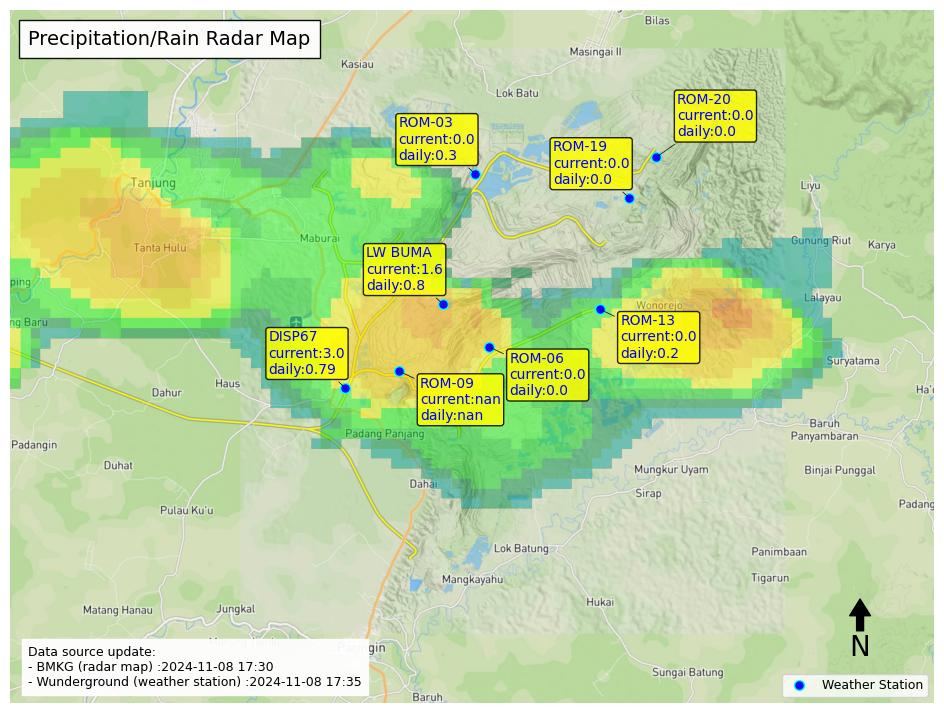 Precipitation/Rain Radar Map
Bilas
Masingai II
Kasiau
Lok Batu
ROM-20
current:0.0
daily:0.0
ROM-03
current:0.0
daily:0.3
ROM-19
current:0.0
daily:0.0
Tanjung
Liyu
Tanta Hulu
Maburai
Gunung Riut
Karya
LW BUMA
current:1.6
daily:0.8
ping
Lalayau
Wonorejo
ng Baru
ROM-13
current:0.0
daily:0.2
DISP67
current:3.0
daily:0.79
ROM-06
current:0.0
daily:0.0
Suryatama
Haus
Dahur
ROM-09
current:nan
daily:nan
Ha'
Baruh
Panyambaran
Padang Panjang
Padangin
Duhat
Mungkur Uyam
Binjai Punggal
Dahai
Sirap
Padang
Pulau Ku'u
Lok Batung
Panimbaan
Mangkayahu
Tigarun
Matang Hanau
Jungkal
Hukai
N
Data source update:
- BMKG (radar map) :2024-11-08 17:30
- Wunderground (weather station) :2024-11-08 17:35
Sungai Batung
Weather Station
Baruh